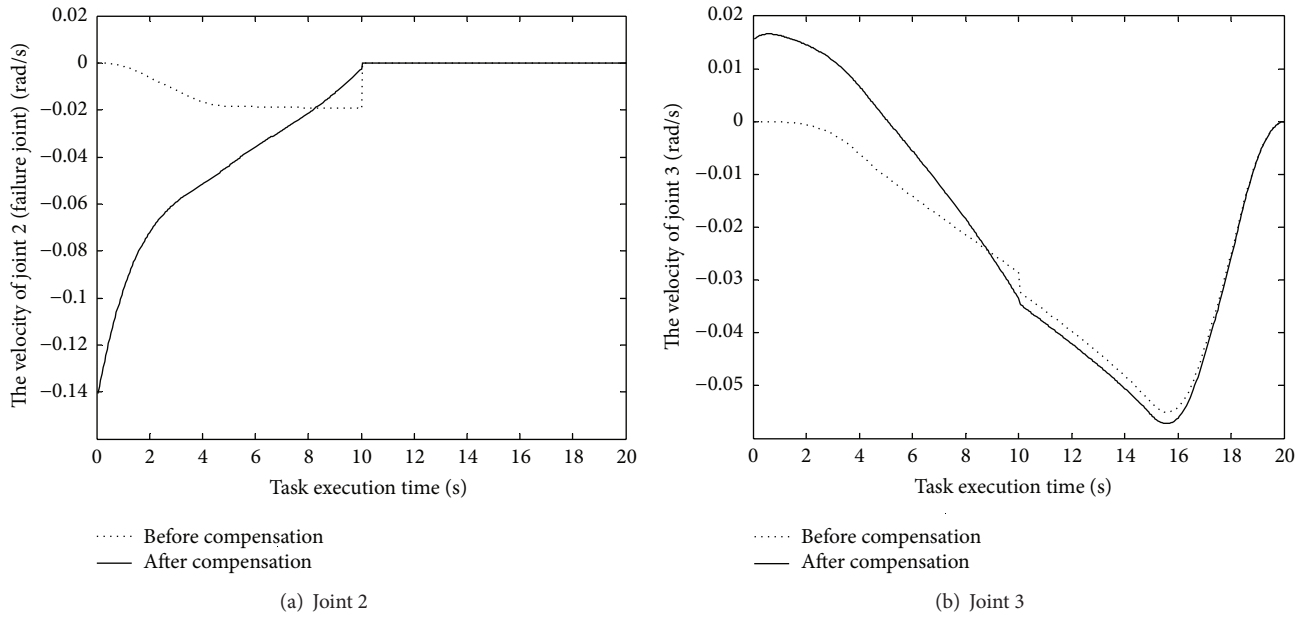 The velocity of joint 2 (failure joint) (rad/s)
0.02
0
−0.02
−0.04
−0.06
−0.08
−0.1
−0.12
−0.14
0 2 4 6 8 10 12 14 16 18 20
Task execution time (s)
Before compensation
After compensation
(a) Joint 2
The velocity of joint 3 (rad/s)
0.02
0.01
0
−0.01
−0.02
−0.03
−0.04
−0.05
0 2 4 6 8 10 12 14 16 18 20
Task execution time (s)
Before compensation
After compensation
(b) Joint 3